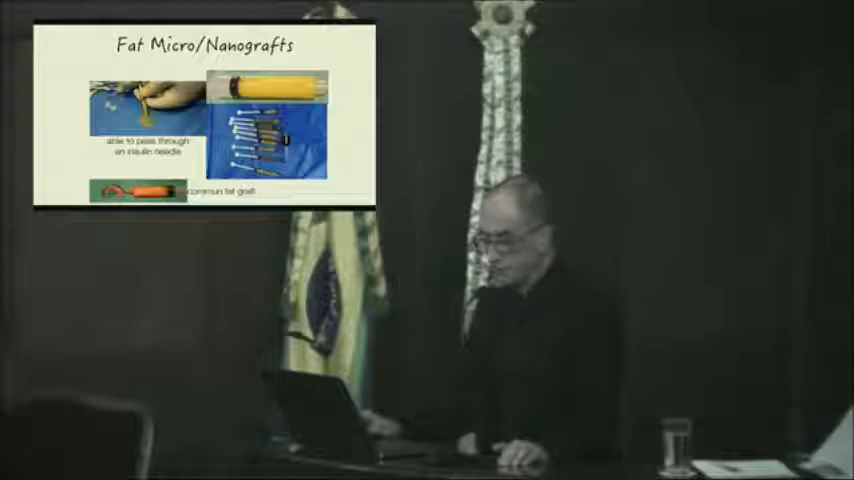 Fat Micro/Nanografts
able to pass through
an insulin needle
commun fat graft